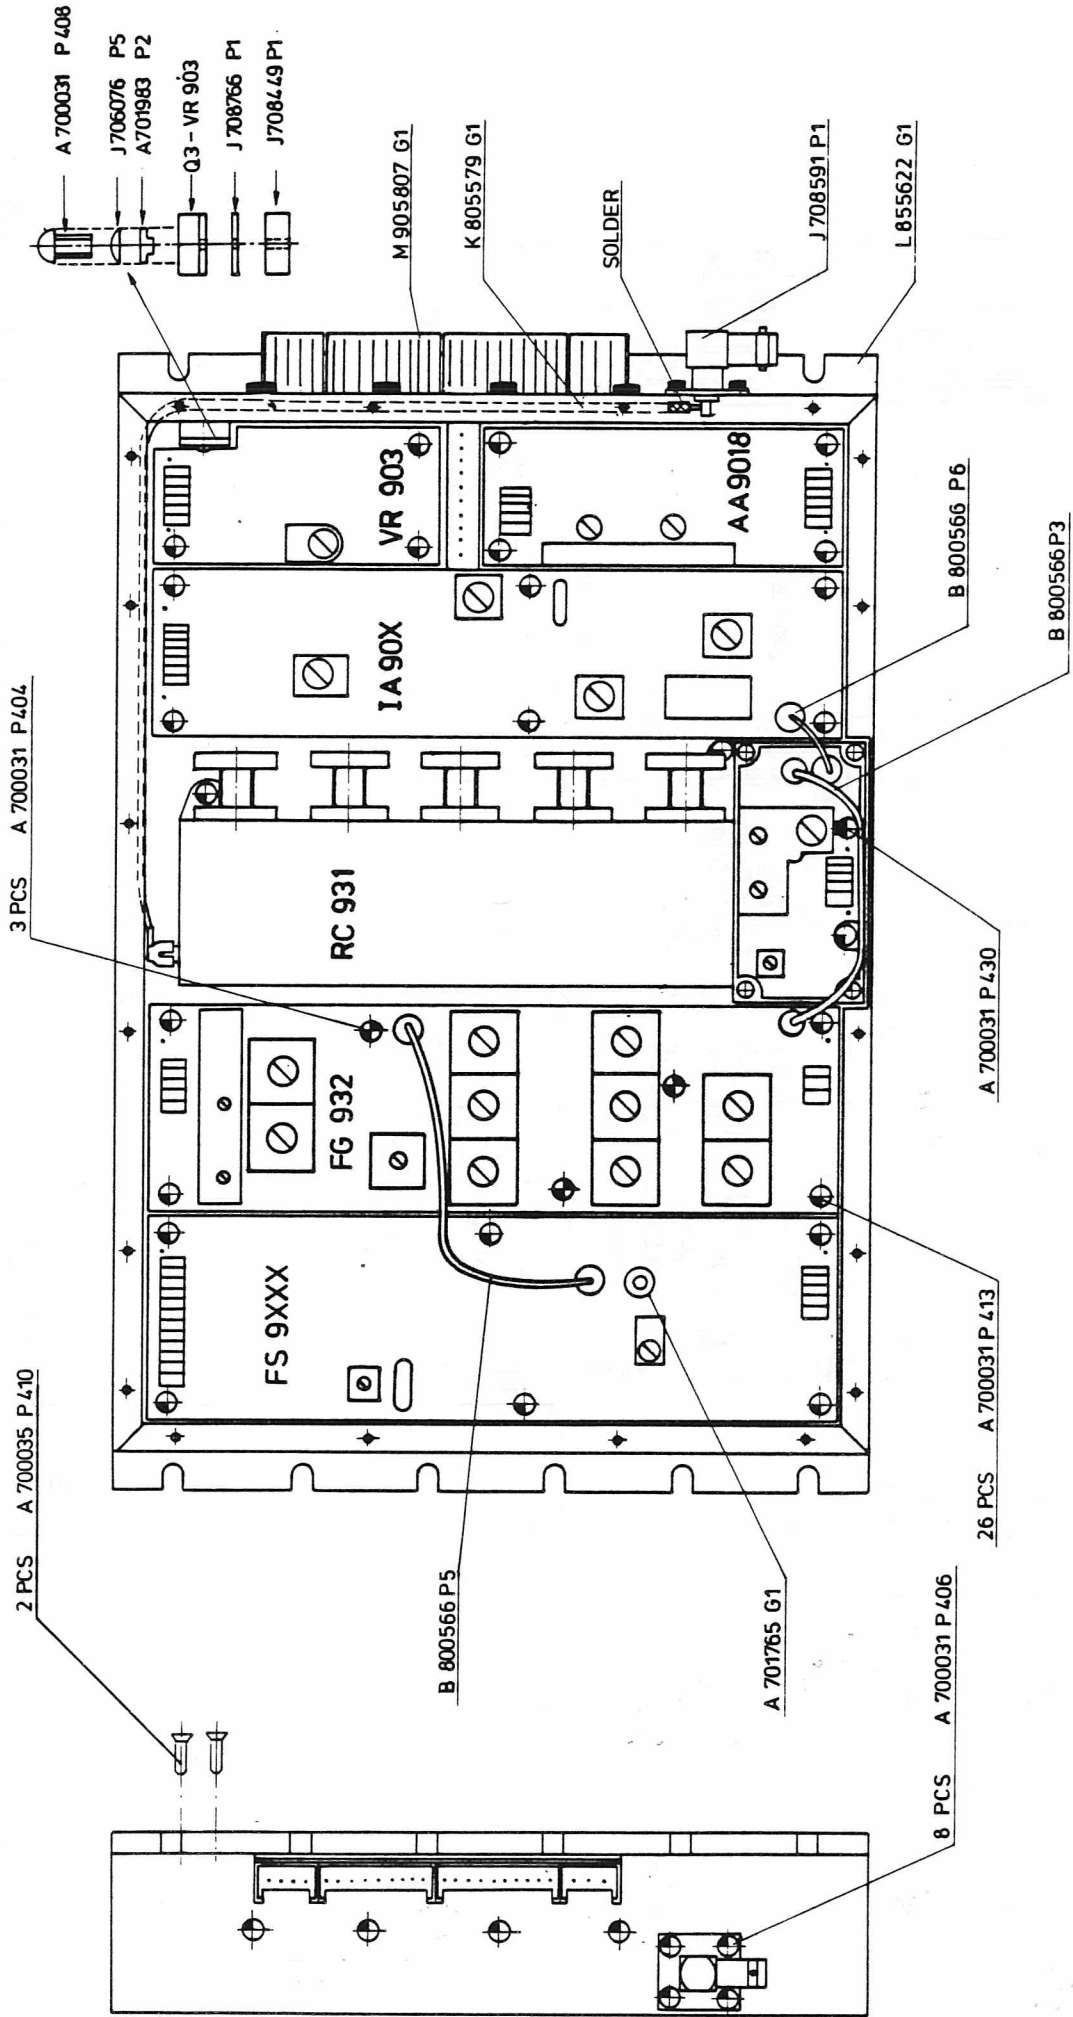 A 700031 P 408
J 706076 P5
A 701983 P2
Q3 - VR 903
J 708766 P1
J 708449 P1
M 905807 G1
K 805579 G1
SOLDER
J 708591 P1
L 855622 G1
B 800566 P6
B 800566 P3
3 PCS A 700031 P 404
VR 903
AA9018
IA 90X
RC 931
FG 932
FS 9XXX
A 700031 P 430
26 PCS A 700031 P 413
2 PCS A 700035 P 410
B 800566 P5
A 701765 G1
8 PCS A 700031 P 406